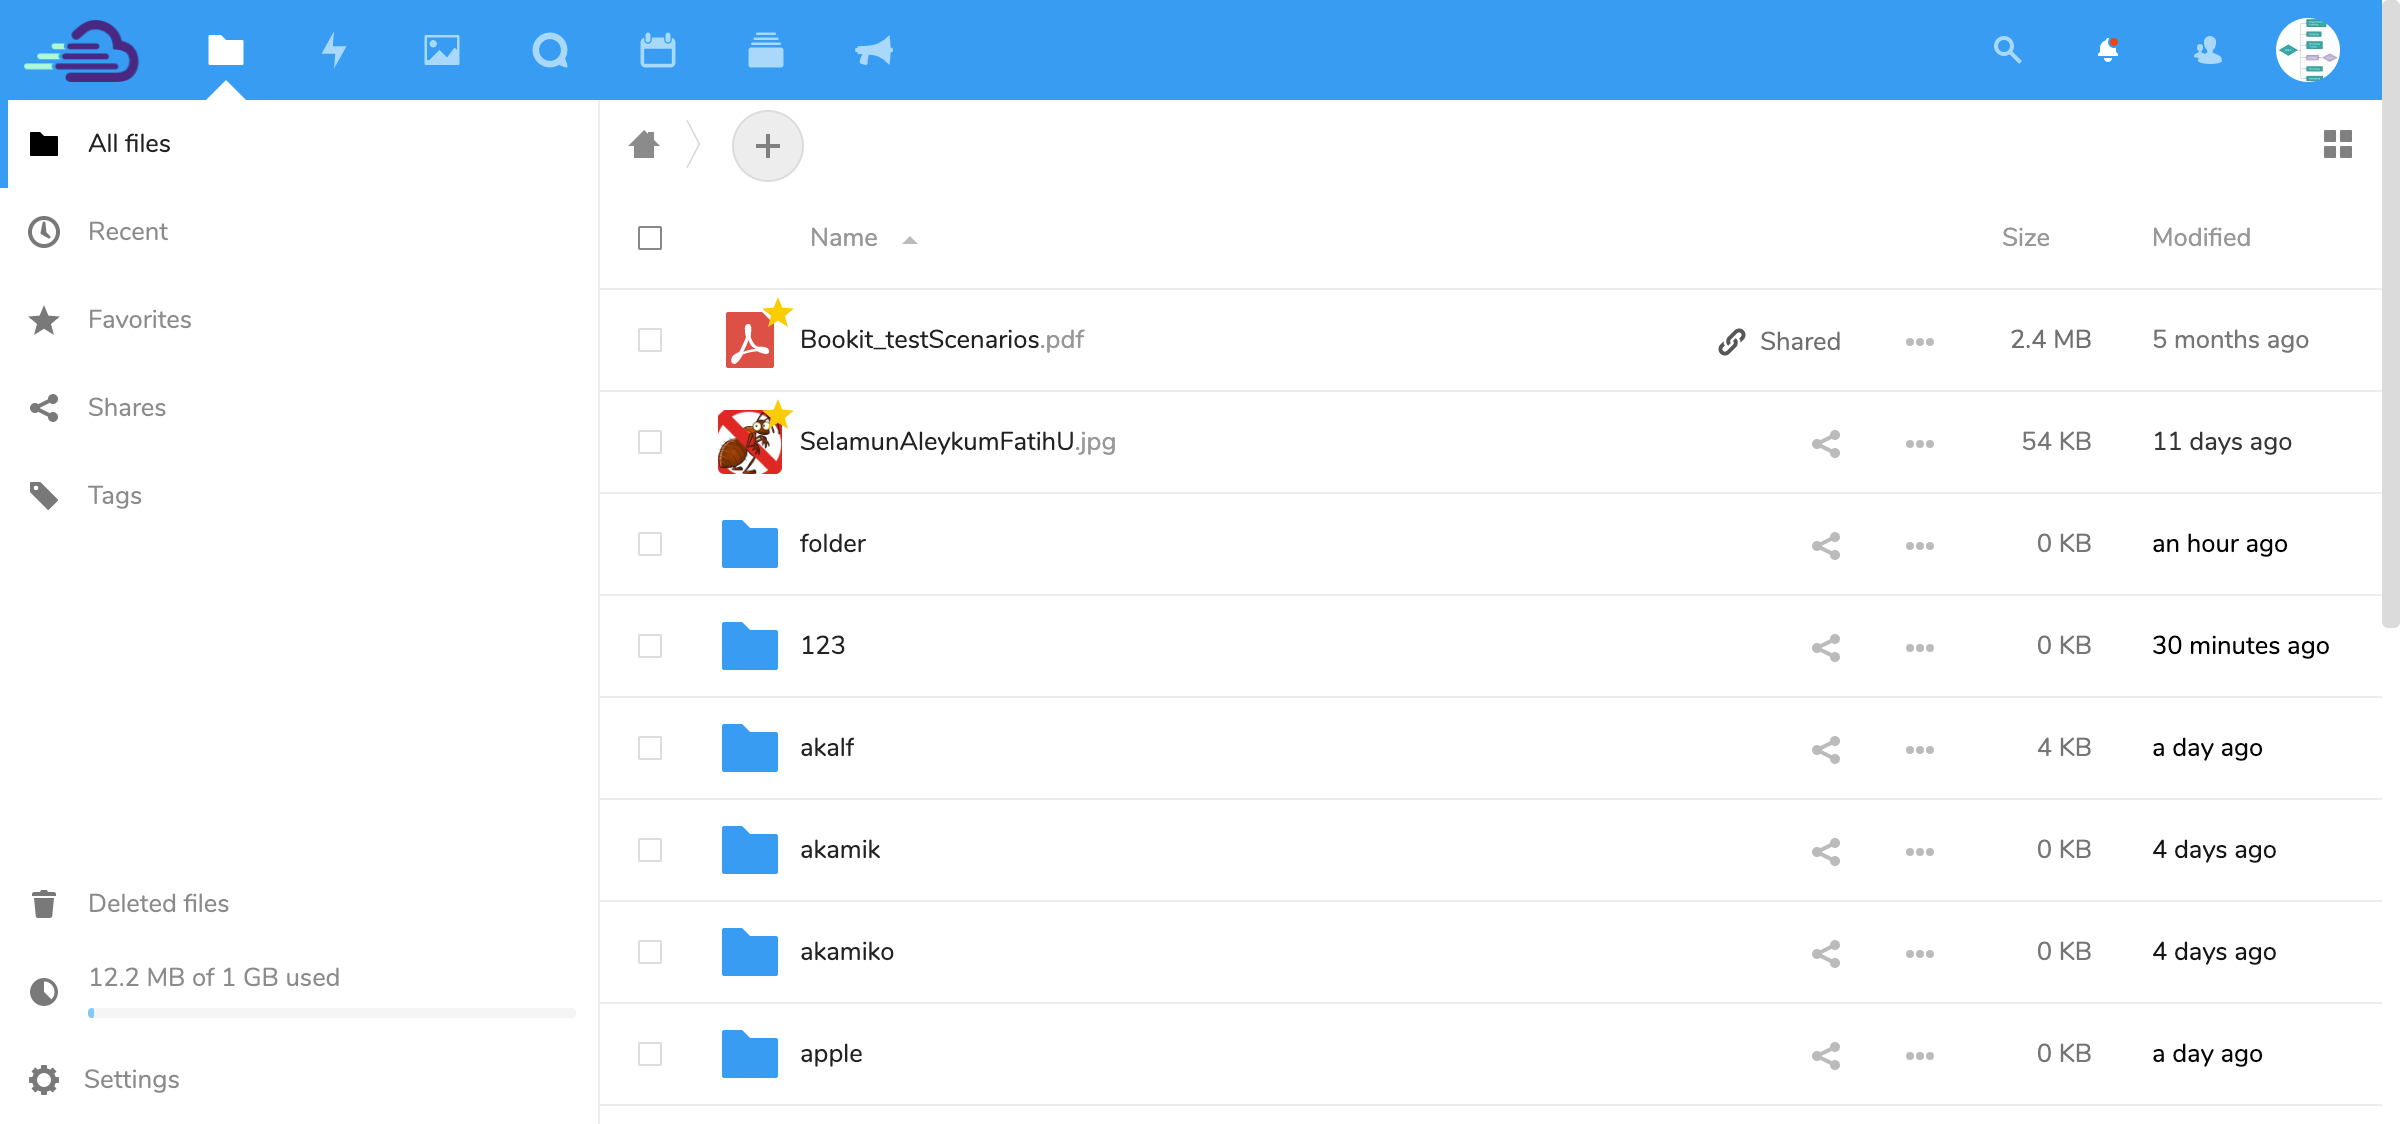 All files
Recent
Favorites
Shares
Tags
Deleted files
12.2 MB of 1 GB used
Settings
Name Size Modified
Bookit_testScenarios.pdf Shared 2.4 MB 5 months ago
SelamunAleykumFatihU.jpg 54 KB 11 days ago
folder 0 KB an hour ago
123 0 KB 30 minutes ago
akalf 4 KB a day ago
akamik 0 KB 4 days ago
akamiko 0 KB 4 days ago
apple 0 KB a day ago